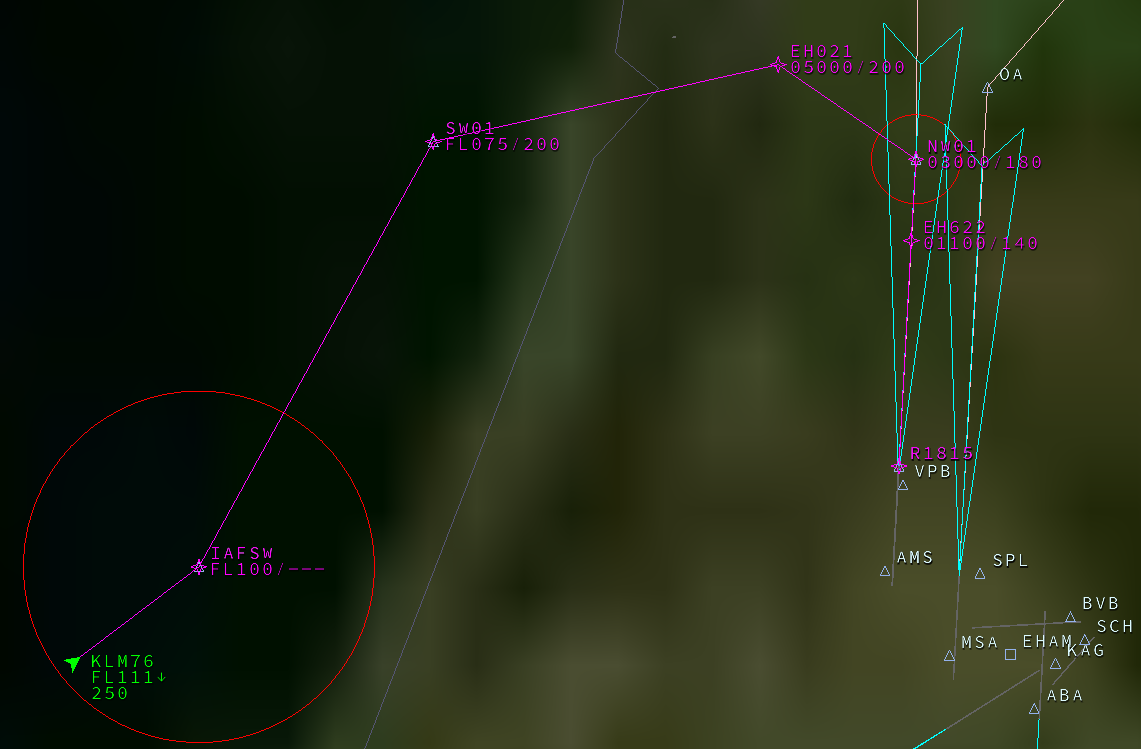 EH021
05000/200
OA
SW01
FL075/200
NW01
03000/180
EH622
01100/140
R1815
VPB
AMS
SPL
IAFSW
FL100/---
BVB
SCH
MSA
EHAM
KAG
KLM76
FL111↓
250
ABA